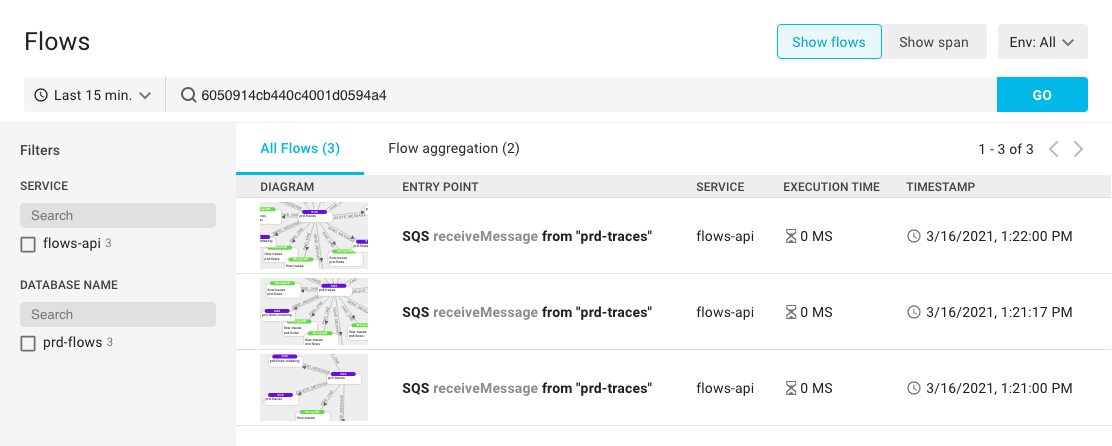 Flows
Show flows Show span Env: All
Last 15 min. 6050914cb440c4001d0594a4 GO
Filters
SERVICE
Search
flows-api 3
DATABASE NAME
Search
prd-flows 3
All Flows (3) Flow aggregation (2) 1 - 3 of 3
DIAGRAM ENTRY POINT SERVICE EXECUTION TIME TIMESTAMP
SQS receiveMessage from "prd-traces" flows-api 0 MS 3/16/2021, 1:22:00 PM
SQS receiveMessage from "prd-traces" flows-api 0 MS 3/16/2021, 1:21:17 PM
SQS receiveMessage from "prd-traces" flows-api 0 MS 3/16/2021, 1:21:00 PM